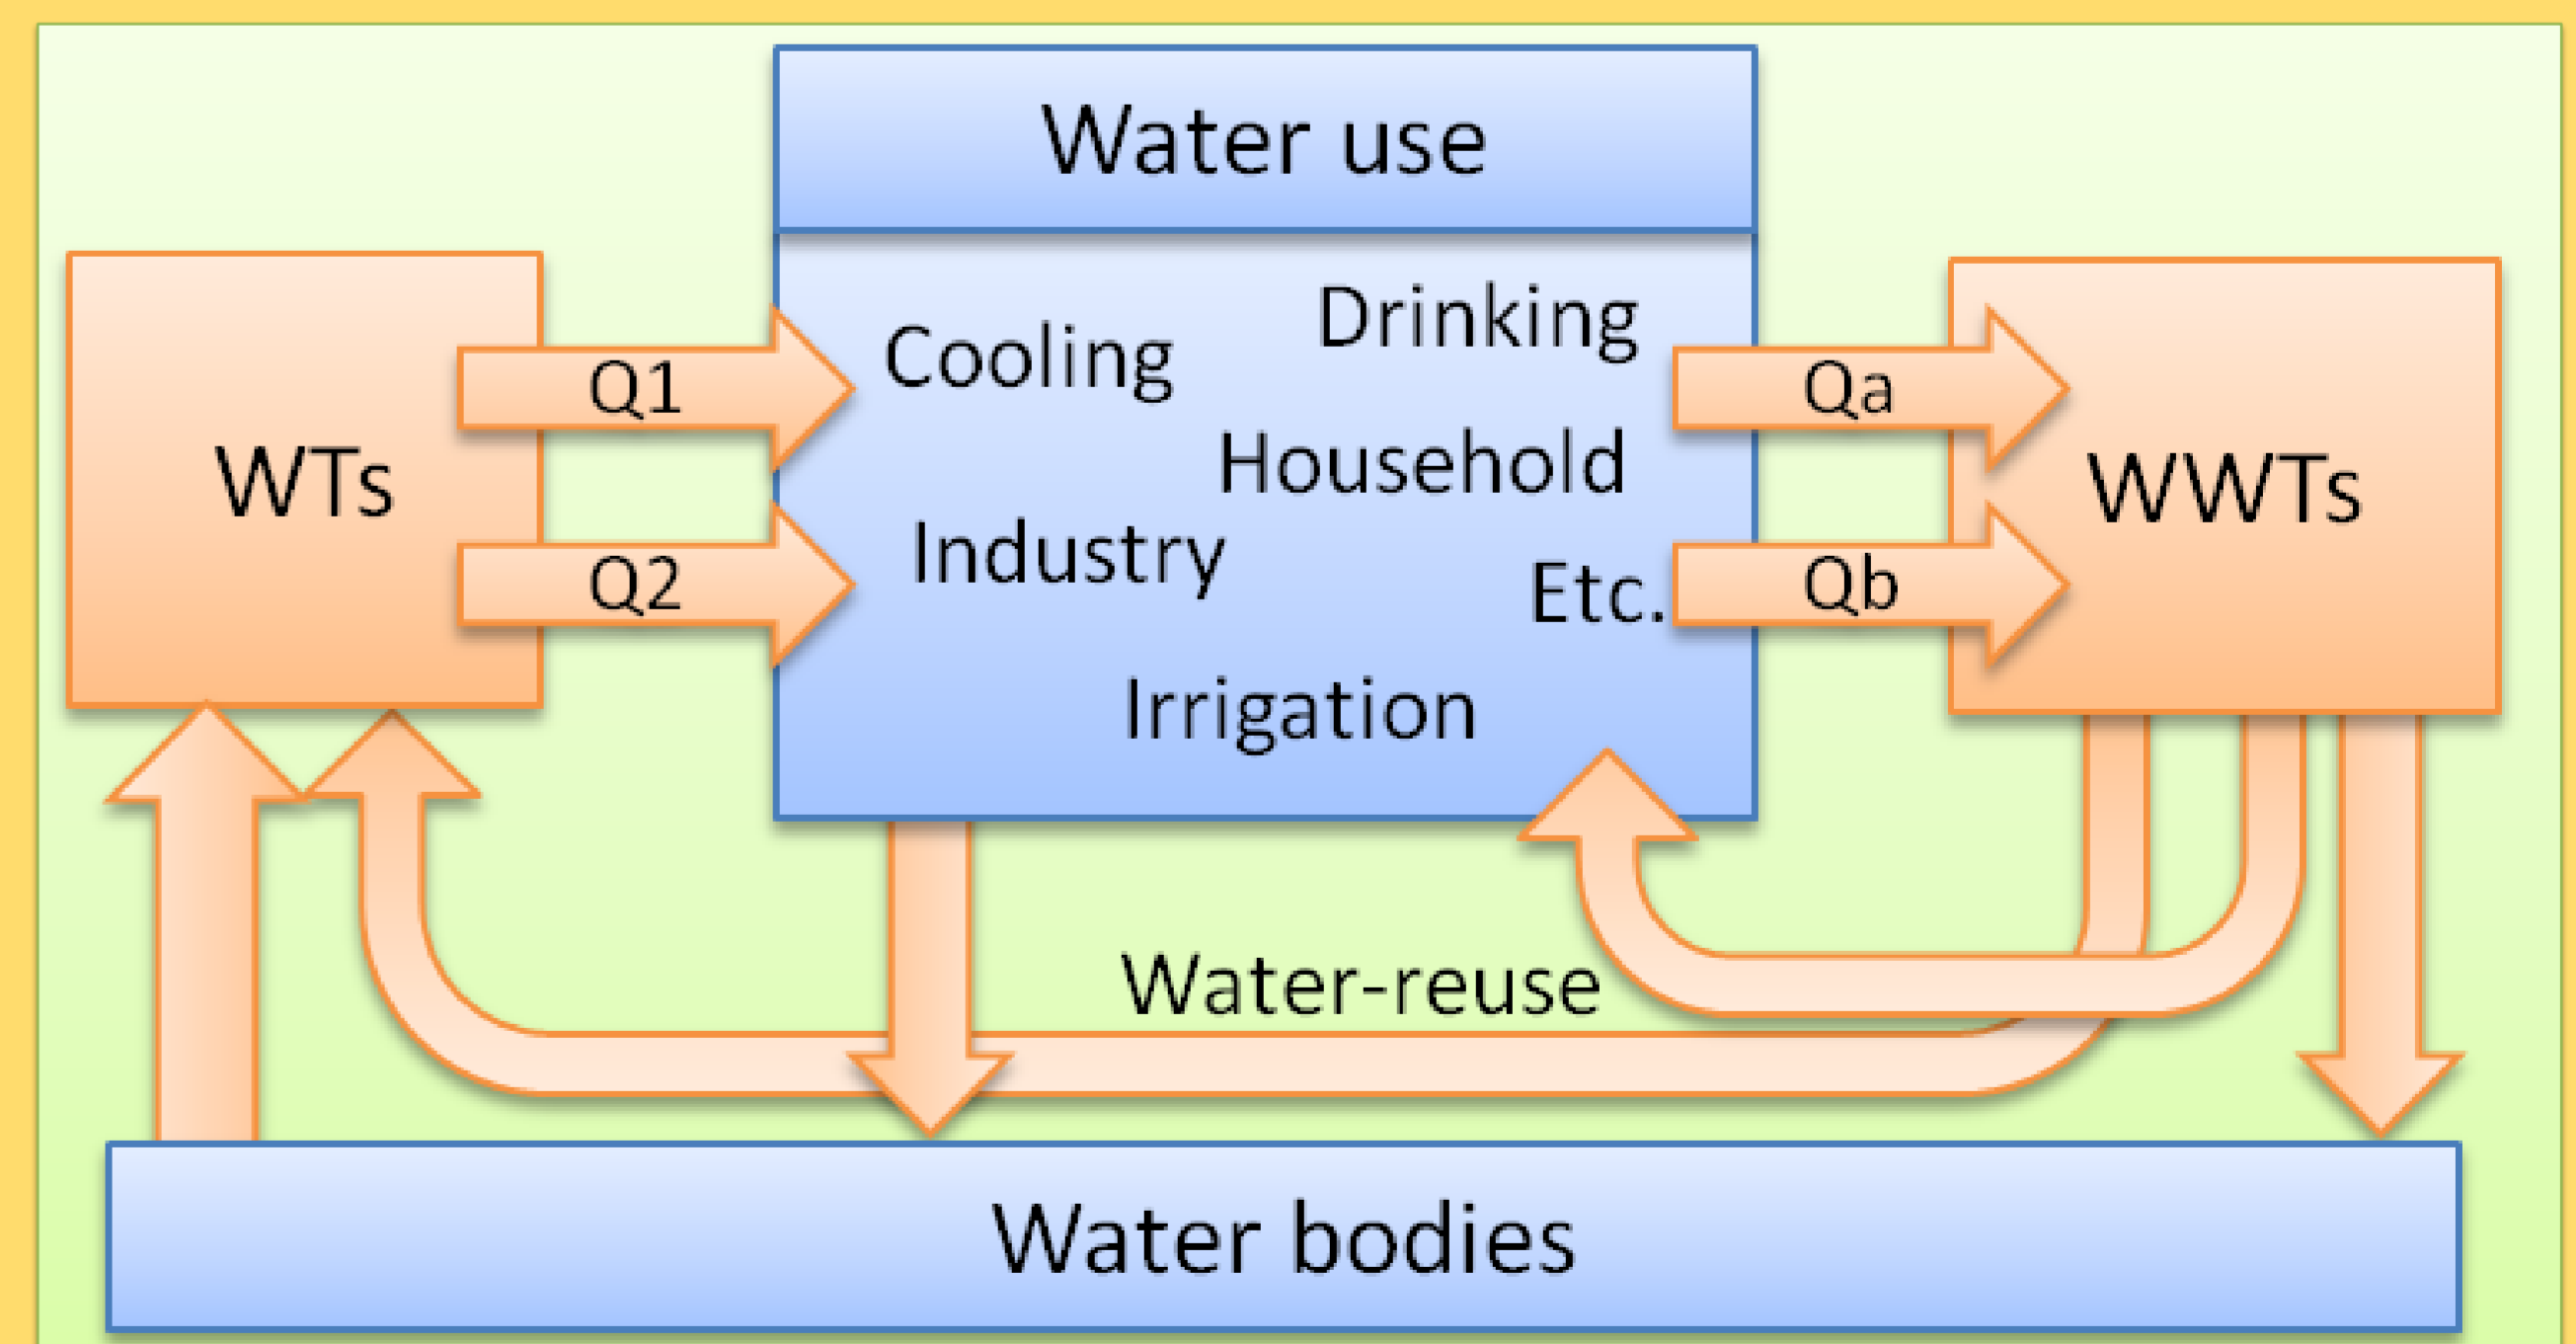 Water use
WTs
Q1
Q2
Cooling
Drinking
Household
Industry
Etc.
Irrigation
Qa
Qb
WWTs
Water-reuse
Water bodies